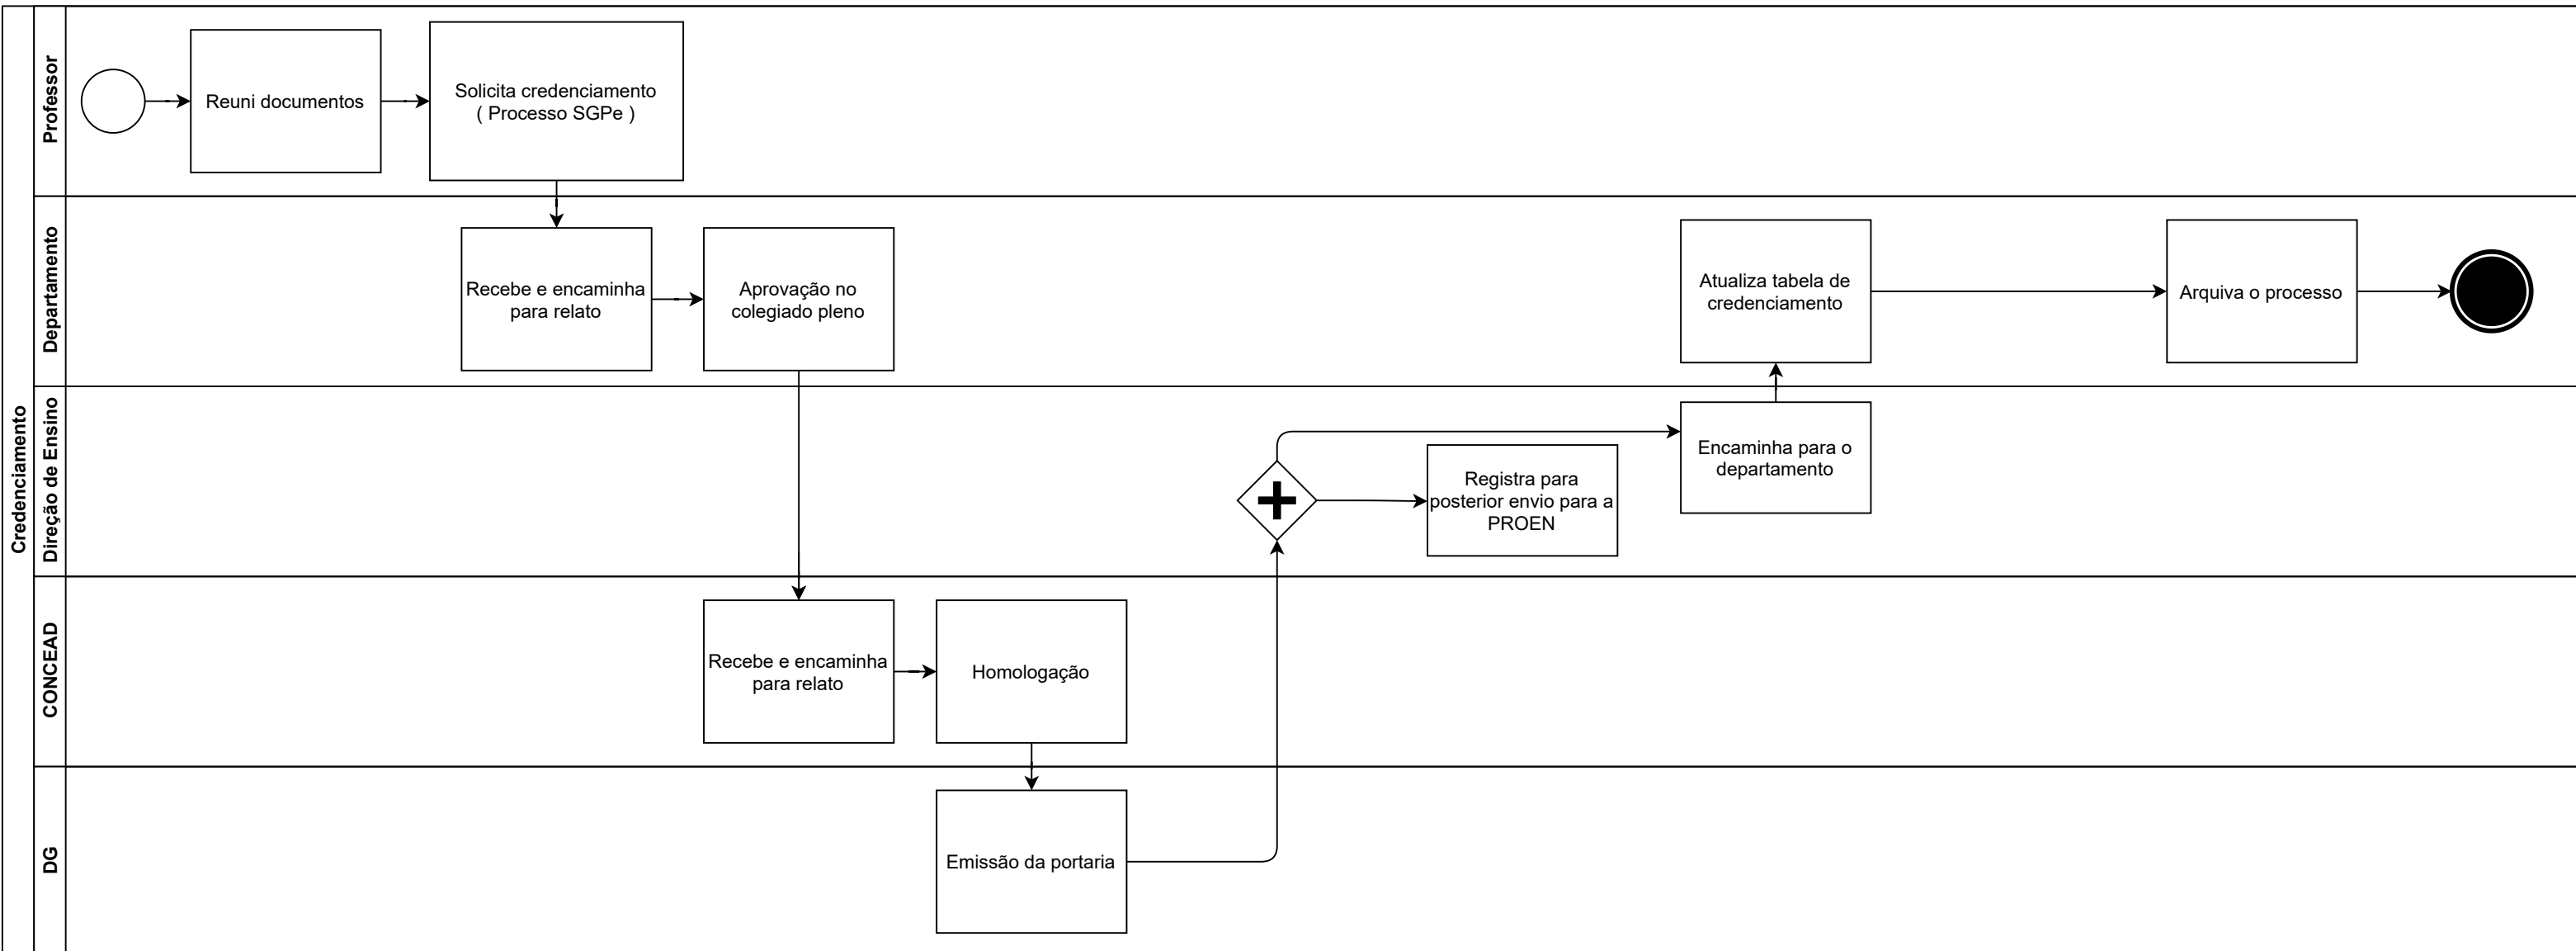 Credenciamento
Professor
Reuni documentos
Solicita credenciamento
( Processo SGPe )
Departamento
Recebe e encaminha
para relato
Aprovação no
colegiado pleno
Atualiza tabela de
credenciamento
Arquiva o processo
Direção de Ensino
Registra para
posterior envio para a
PROEN
Encaminha para o
departamento
CONCEAD
Recebe e encaminha
para relato
Homologação
DG
Emissão da portaria